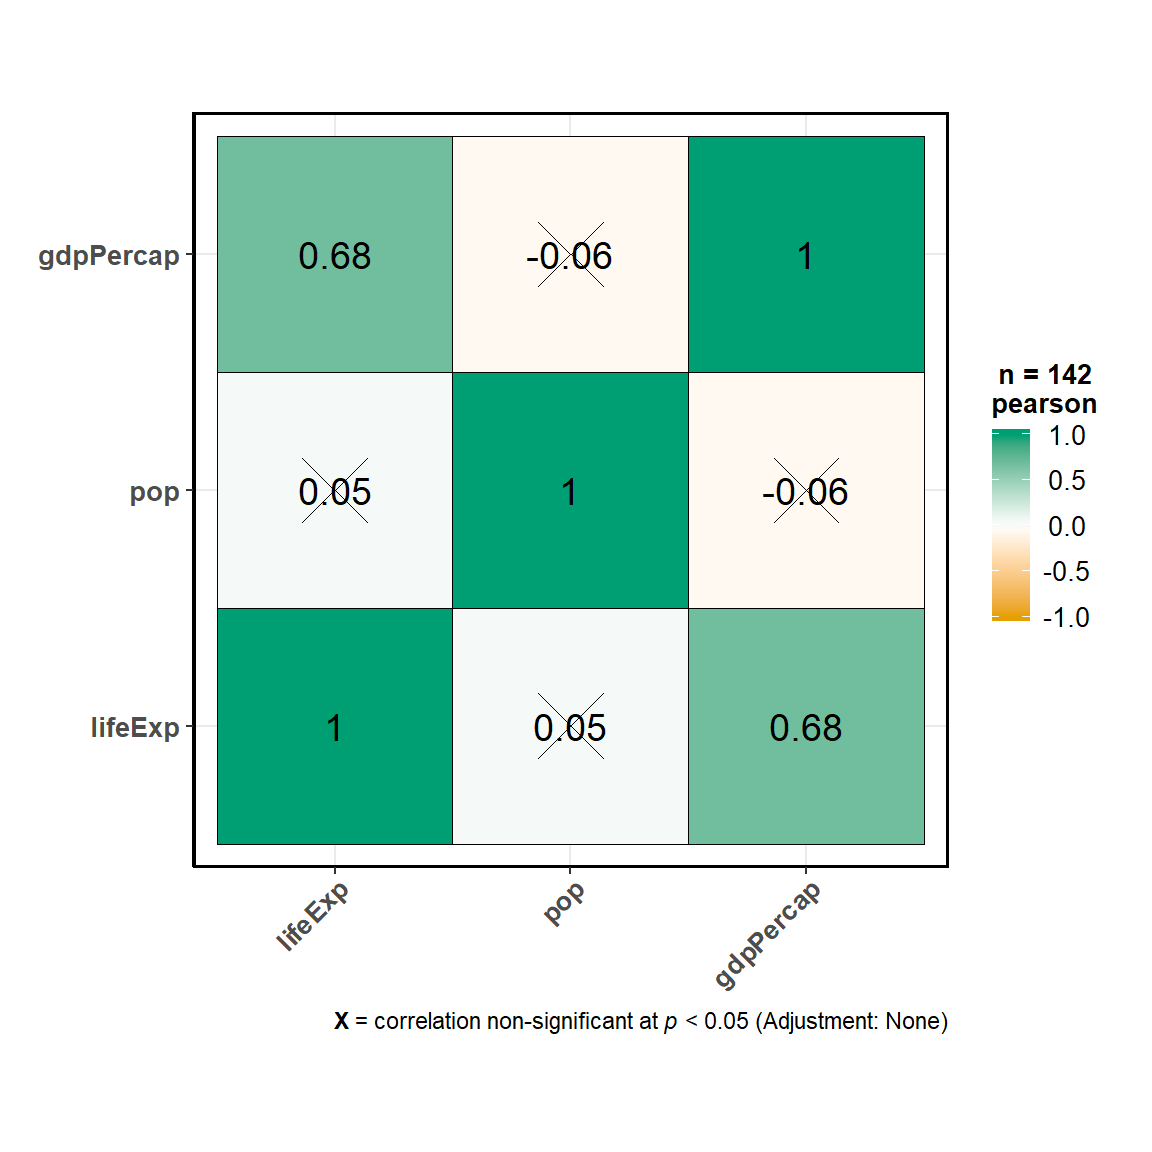 gdpPercap
0.68
-0.06
1
pop
0.05
1
-0.06
lifeExp
1
0.05
0.68
lifeExp
pop
gdpPercap
n = 142
pearson
1.0
0.5
0.0
-0.5
-1.0
X = correlation non-significant at p < 0.05 (Adjustment: None)